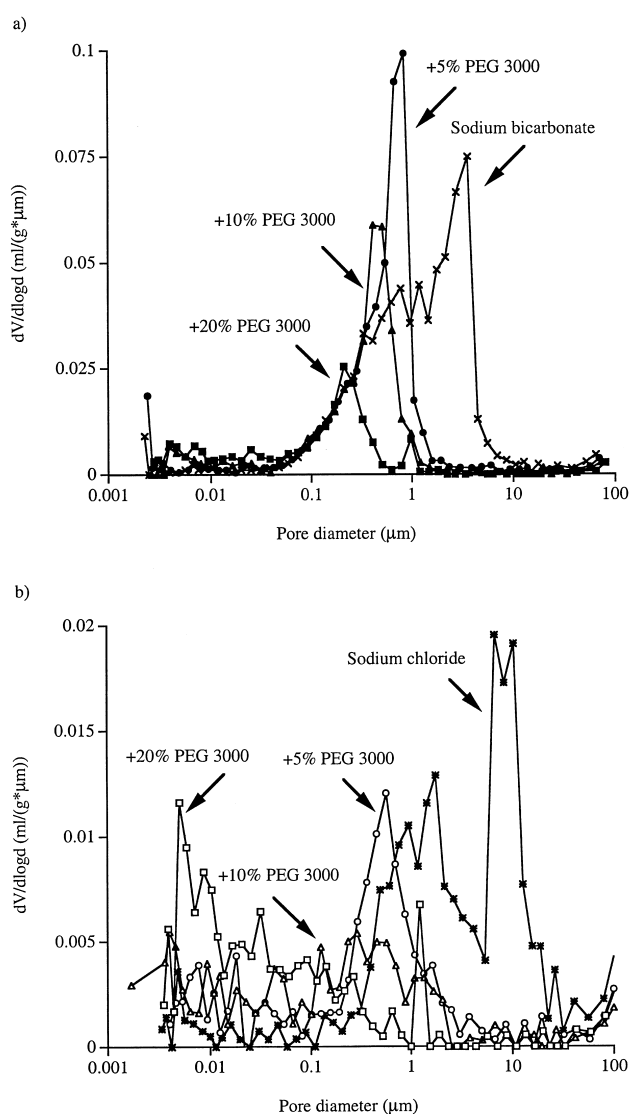 a)
0.1
+5% PEG 3000
Sodium bicarbonate
0.075
+10% PEG 3000
0.05
+20% PEG 3000
0.025
0
0.001 0.01 0.1 1 10 100
dV/dlogd (ml/(g*µm))
Pore diameter (µm)
b)
0.02
Sodium chloride
0.015
+20% PEG 3000
+5% PEG 3000
0.01
+10% PEG 3000
0.005
0
0.001 0.01 0.1 1 10 100
dV/dlogd (ml/(g*µm))
Pore diameter (µm)